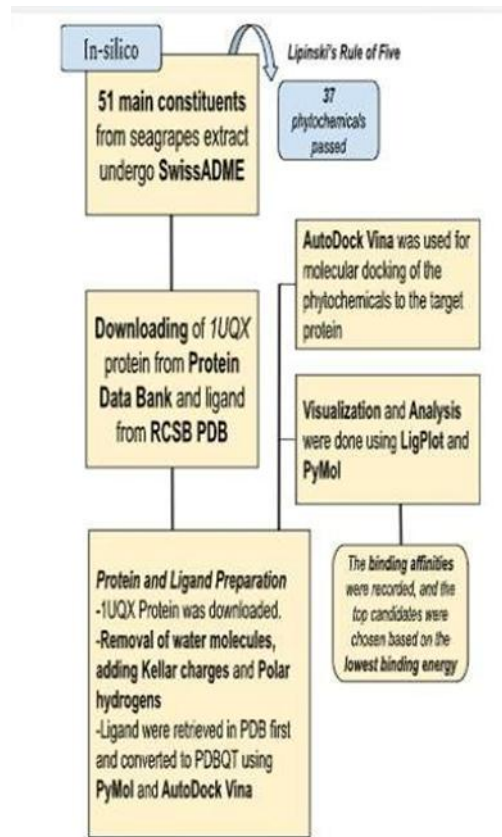 In-silico
Lipinski's Rule of Five
51 main constituents
from seagrapes extract
undergo SwissADME
37
phytochemicals
passed
Downloading of 1UQX
protein from Protein
Data Bank and ligand
from RCSB PDB
Protein and Ligand Preparation
-1UQX Protein was downloaded.
-Removal of water molecules,
adding Kellar charges and Polar
hydrogens
-Ligand were retrieved in PDB first
and converted to PDBQT using
PyMol and AutoDock Vina
AutoDock Vina was used for
molecular docking of the
phytochemicals to the target
protein
Visualization and Analysis
were done using LigPlot and
PyMol
The binding affinities
were recorded, and the
top candidates were
chosen based on the
lowest binding energy